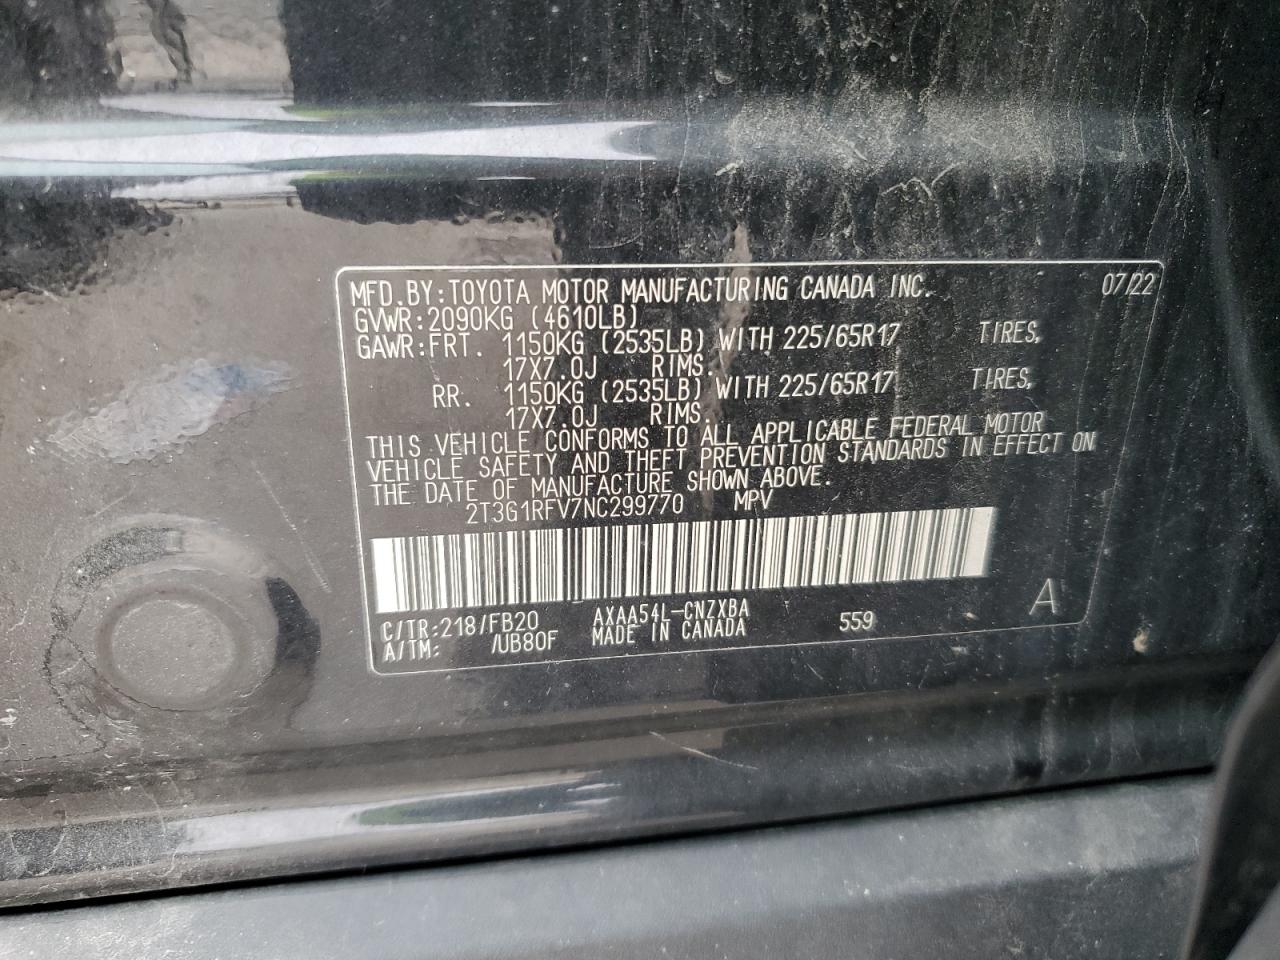 MFD.BY:TOYOTA MOTOR MANUFACTURING CANADA INC. 07/22
GVWR:2090KG (4610LB)
GAWR:FRT. 1150KG (2535LB) WITH 225/65R17 TIRES,
17X7.0J RIMS.
RR. 1150KG (2535LB) WITH 225/65R17 TIRES,
17X7.0J RIMS.
THIS VEHICLE CONFORMS TO ALL APPLICABLE FEDERAL MOTOR
VEHICLE SAFETY AND THEFT PREVENTION STANDARDS IN EFFECT ON
THE DATE OF MANUFACTURE SHOWN ABOVE.
2T3G1RFV7NC299770 MPV
C/TR:218/FB20 AXAA54L-CNZXBA
A/TM: /UB80F MADE IN CANADA 559 A